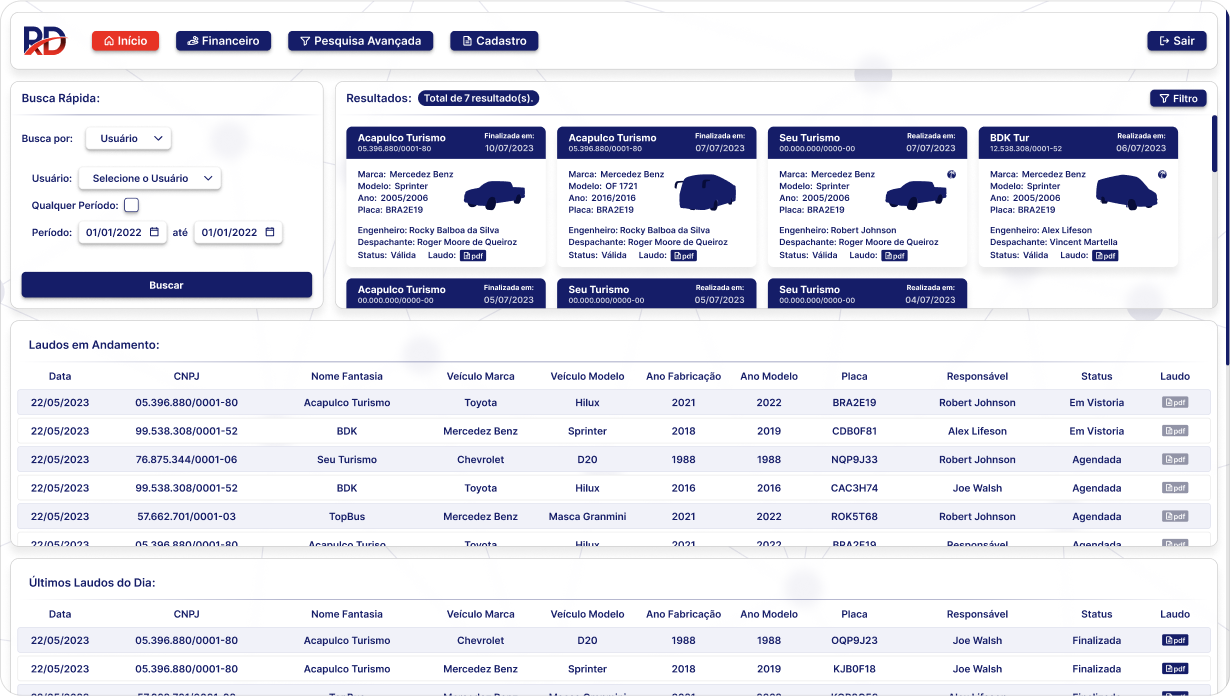 RD Início Financeiro Pesquisa Avançada Cadastro Sair
Busca Rápida:
Busca por: Usuário
Usuário: Selecione o Usuário
Qualquer Período:
Período: 01/01/2022 até 01/01/2022
Buscar
Resultados: Total de 7 resultado(s). Filtro
Acapulco Turismo Finalizada em:
05.396.880/0001-80 10/07/2023
Marca: Mercedez Benz
Modelo: Sprinter
Ano: 2005/2006
Placa: BRA2E19
Engenheiro: Rocky Balboa da Silva
Despachante: Roger Moore de Queiroz
Status: Válida Laudo: pdf
Acapulco Turismo Finalizada em:
05.396.880/0001-80 07/07/2023
Marca: Mercedez Benz
Modelo: OF 1721
Ano: 2016/2016
Placa: BRA2E19
Engenheiro: Rocky Balboa da Silva
Despachante: Roger Moore de Queiroz
Status: Válida Laudo: pdf
Seu Turismo Realizada em:
00.000.000/0000-00 07/07/2023
Marca: Mercedez Benz
Modelo: Sprinter
Ano: 2005/2006
Placa: BRA2E19
Engenheiro: Robert Johnson
Despachante: Roger Moore de Queiroz
Status: Válida Laudo: pdf
BDK Tur Realizada em:
12.538.308/0001-52 06/07/2023
Marca: Mercedez Benz
Modelo: Sprinter
Ano: 2005/2006
Placa: BRA2E19
Engenheiro: Alex Lifeson
Despachante: Vincent Martella
Status: Válida Laudo: pdf
Acapulco Turismo Finalizada em:
00.000.000/0000-00 05/07/2023
Seu Turismo Realizada em:
00.000.000/0000-00 05/07/2023
Seu Turismo Realizada em:
00.000.000/0000-00 04/07/2023
Laudos em Andamento:
Data CNPJ Nome Fantasia Veículo Marca Veículo Modelo Ano Fabricação Ano Modelo Placa Responsável Status Laudo
22/05/2023 05.396.880/0001-80 Acapulco Turismo Toyota Hilux 2021 2022 BRA2E19 Robert Johnson Em Vistoria pdf
22/05/2023 99.538.308/0001-52 BDK Mercedez Benz Sprinter 2018 2019 CDB0F81 Alex Lifeson Em Vistoria pdf
22/05/2023 76.875.344/0001-06 Seu Turismo Chevrolet D20 1988 1988 NQP9J33 Robert Johnson Agendada pdf
22/05/2023 99.538.308/0001-52 BDK Toyota Hilux 2016 2016 CAC3H74 Joe Walsh Agendada pdf
22/05/2023 57.662.701/0001-03 TopBus Mercedez Benz Masca Granmini 2021 2022 ROK5T68 Robert Johnson Agendada pdf
22/05/2023 05.396.880/0001-80 Acapulco Turiso Toyota Hilux 2021 2022 BRA2E19 Responsável Agendada pdf
Últimos Laudos do Dia:
Data CNPJ Nome Fantasia Veículo Marca Veículo Modelo Ano Fabricação Ano Modelo Placa Responsável Status Laudo
22/05/2023 05.396.880/0001-80 Acapulco Turismo Chevrolet D20 1988 1988 OQP9J23 Joe Walsh Finalizada pdf
22/05/2023 05.396.880/0001-80 Acapulco Turismo Mercedez Benz Sprinter 2018 2019 KJB0F18 Joe Walsh Finalizada pdf